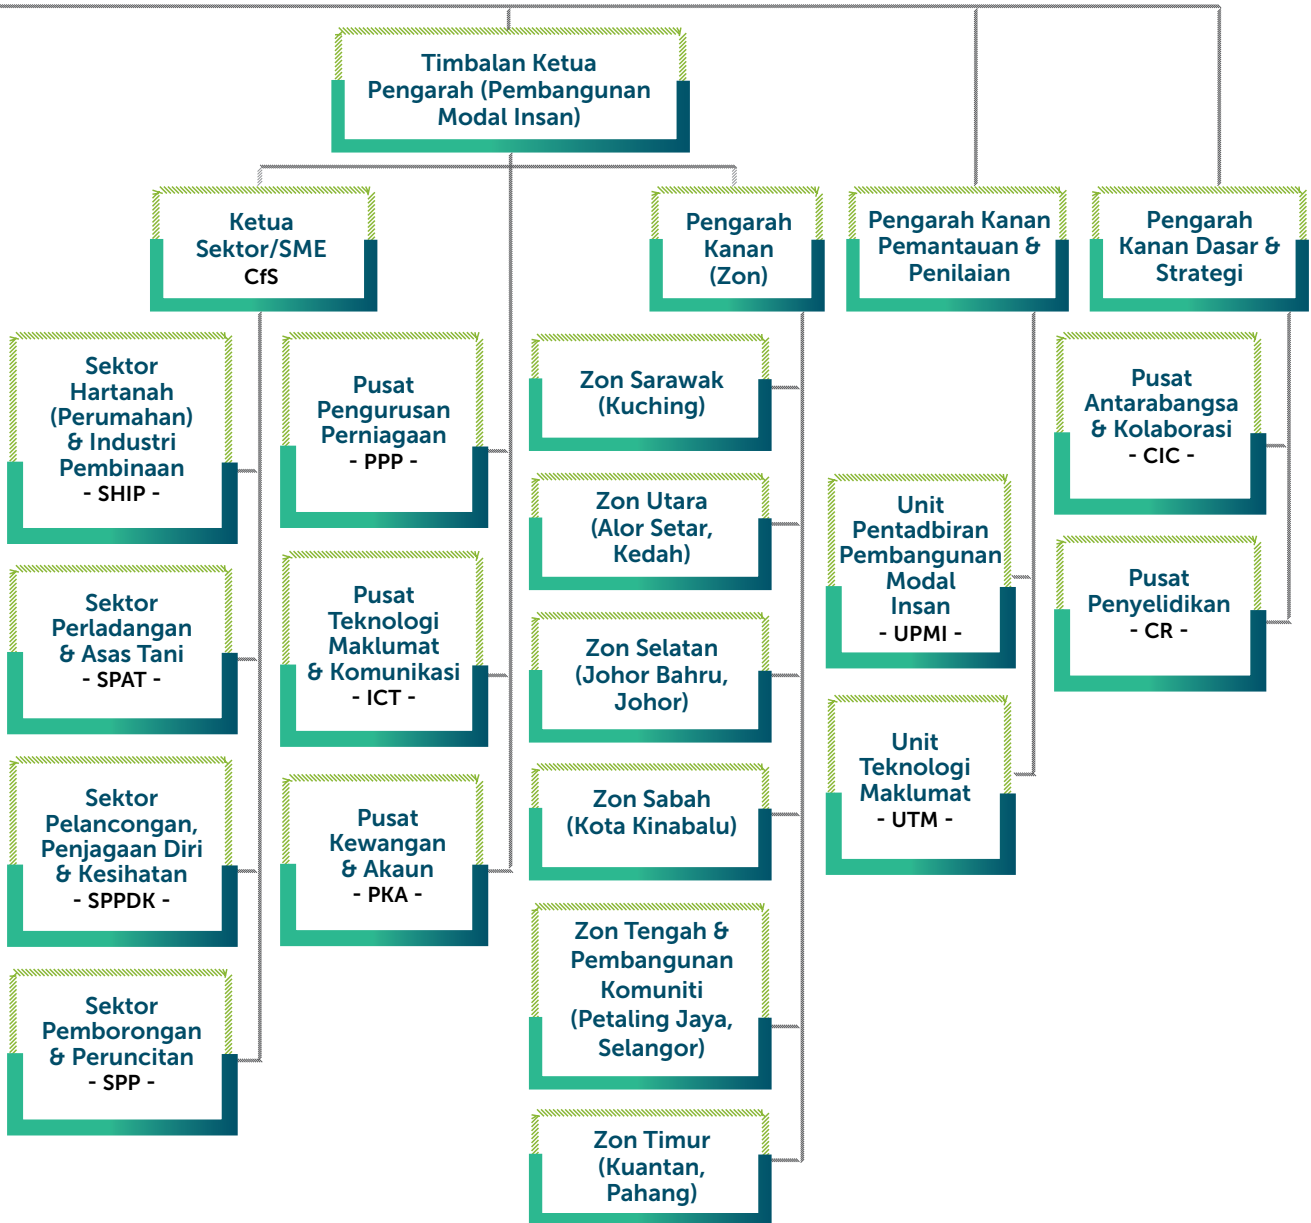 Timbalan Ketua
Pengarah (Pembangunan
Modal Insan)
Ketua
Sektor/SME
CfS
Pengarah
Kanan
(Zon)
Pengarah Kanan
Pemantauan &
Penilaian
Pengarah
Kanan Dasar &
Strategi
Sektor
Hartanah
(Perumahan)
& Industri
Pembinaan
- SHIP -
Sektor
Perladangan
& Asas Tani
- SPAT -
Sektor
Pelancongan,
Penjagaan Diri
& Kesihatan
- SPPDK -
Sektor
Pemborongan
& Peruncitan
- SPP -
Pusat
Pengurusan
Perniagaan
- PPP -
Pusat
Teknologi
Maklumat
& Komunikasi
- ICT -
Pusat
Kewangan
& Akaun
- PKA -
Zon Sarawak
(Kuching)
Zon Utara
(Alor Setar,
Kedah)
Zon Selatan
(Johor Bahru,
Johor)
Zon Sabah
(Kota Kinabalu)
Zon Tengah &
Pembangunan
Komuniti
(Petaling Jaya,
Selangor)
Zon Timur
(Kuantan,
Pahang)
Unit
Pentadbiran
Pembangunan
Modal
Insan
- UPMI -
Unit
Teknologi
Maklumat
- UTM -
Pusat
Antarabangsa
& Kolaborasi
- CIC -
Pusat
Penyelidikan
- CR -